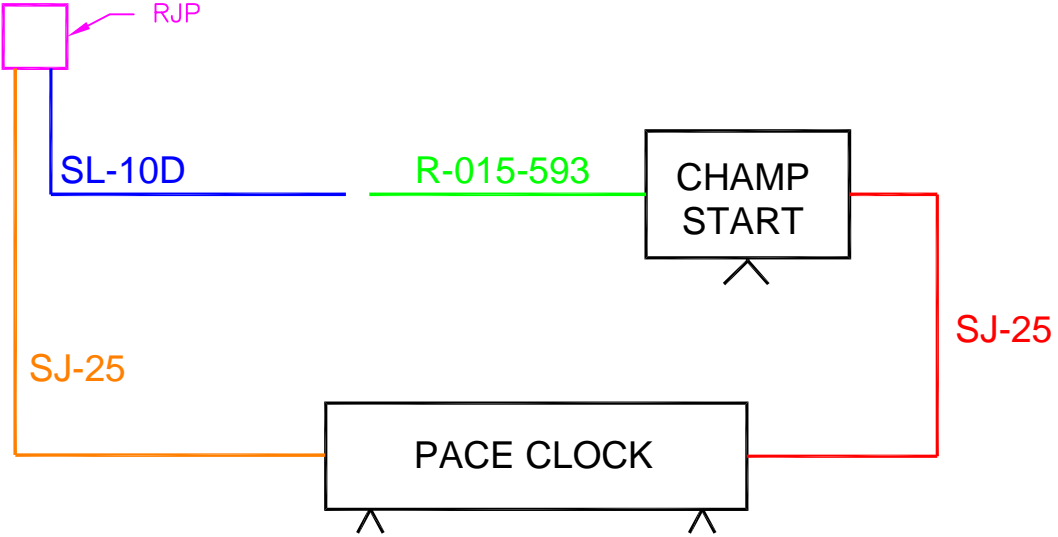 RJP
SL-10D
R-015-593
CHAMP
START
SJ-25
SJ-25
PACE CLOCK